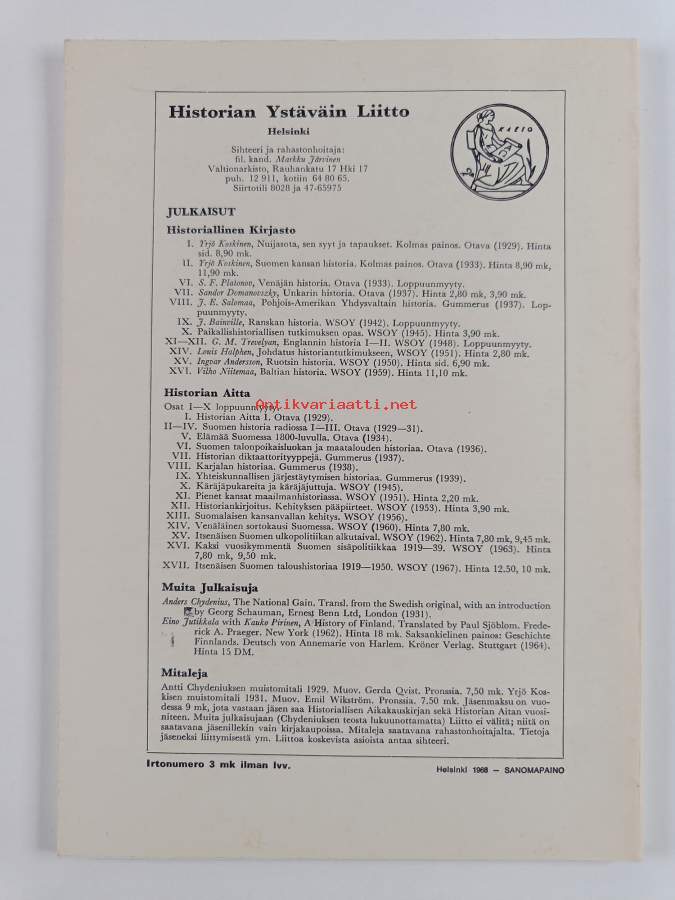 Historian Ystäväin Liitto
Helsinki
Sihteeri ja rahastonhoitaja:
fil. kand. Markku Järvinen
Valtionarkisto, Rauhankatu 17 Hki 17
puh. 12 911, kotiin 64 80 65.
Siirtotili 8028 ja 47-65975
JULKAISUT
Historiallinen Kirjasto
I. Yrjö Koskinen, Nuijasota, sen syyt ja tapaukset. Kolmas painos. Otava (1929). Hinta
sid. 8,90 mk.
II. Yrjö Koskinen, Suomen kansan historia. Kolmas painos. Otava (1933). Hinta 8,90 mk,
11,90 mk.
VI. S. F. Platonov, Venäjän historia. Otava (1933). Loppuunmyyty.
VII. Sandor Domanovszky, Unkarin historia. Otava (1937). Hinta 2,80 mk, 3,90 mk.
VIII. J. E. Salomaa, Pohjois-Amerikan Yhdysvaltain historia. Gummerus (1937). Lop-
puunmyyty.
IX. J. Bainville, Ranskan historia. WSOY (1942). Loppuunmyyty.
X. Paikallishistoriallisen tutkimuksen opas. WSOY (1945). Hinta 3,90 mk.
XI—XII. G. M. Trevelyan, Englannin historia I—II. WSOY (1948). Loppuunmyyty.
XIV. Louis Halphen, Johdatus historiantutkimukseen, WSOY (1951). Hinta 2,80 mk.
XV. Ingvar Andersson, Ruotsin historia. WSOY (1950). Hinta sid. 6,90 mk.
XVI. Vilho Niitemaa, Baltian historia. WSOY (1959). Hinta 11,10 mk.
Historian Aitta
Osat I—X loppuunmyyty.
Antikvariaatti.net
I. Historian Aitta I. Otava (1929).
II—IV. Suomen historia radiossa I—III. Otava (1929—31).
V. Elämää Suomessa 1800-luvulla. Otava (1934).
VI. Suomen talonpoikaisluokan ja maatalouden historiaa. Otava (1936).
VII. Historian diktaattorityyppejä. Gummerus (1937).
VIII. Karjalan historiaa. Gummerus (1938).
IX. Yhteiskunnallisen järjestäytymisen historiaa. Gummerus (1939).
X. Käräjäpukareita ja käräjäjuttuja. WSOY (1945).
XI. Pienet kansat maailmanhistoriassa. WSOY (1951). Hinta 2,20 mk.
XII. Historiankirjoitus. Kehityksen pääpiirteet. WSOY (1953). Hinta 3,90 mk.
XIII. Suomalaisen kansanvallan kehitys. WSOY (1956).
XIV. Venäläinen sortokausi Suomessa. WSOY (1960). Hinta 7,80 mk.
XV. Itsenäisen Suomen ulkopolitiikan alkutaival. WSOY (1962). Hinta 7,80 mk, 9,45 mk.
XVI. Kaksi vuosikymmentä Suomen sisäpolitiikkaa 1919—39. WSOY (1963). Hinta
7,80 mk, 9,50 mk.
XVII. Itsenäisen Suomen taloushistoriaa 1919—1950. WSOY (1967). Hinta 12.50, 10 mk.
Muita Julkaisuja
Anders Chydenius, The National Gain. Transl. from the Swedish original, with an introduction
by Georg Schauman, Ernest Benn Ltd, London (1931).
Eino Jutikkala with Kauko Pirinen, A History of Finland. Translated by Paul Sjöblom. Frede-
rick A. Praeger. New York (1962). Hinta 18 mk. Saksankielinen painos: Geschichte
Finnlands. Deutsch von Annemarie von Harlem. Kröner Verlag. Stuttgart (1964).
Hinta 15 DM.
Mitaleja
Antti Chydeniuksen muistomitali 1929. Muov. Gerda Qvist. Pronssia. 7,50 mk. Yrjö Kos-
kisen muistomitali 1931. Muov. Emil Wikström. Pronssia. 7.50 mk. Jäsenmaksu on vuo-
dessa 9 mk, jota vastaan jäsen saa Historiallisen Aikakauskirjan sekä Historian Aitan vuosi-
niteen. Muita julkaisujaan (Chydeniuksen teosta lukuunottamatta) Liitto ei välitä; niitä on
saatavana jäsenillekin vain kirjakaupoissa. Mitaleja saatavana rahastonhoitajalta. Tietoja
jäseneksi liittymisestä ym. Liittoa koskevista asioista antaa sihteeri.
Irtonumero 3 mk ilman lvv.
Helsinki 1968 — SANOMAPAINO